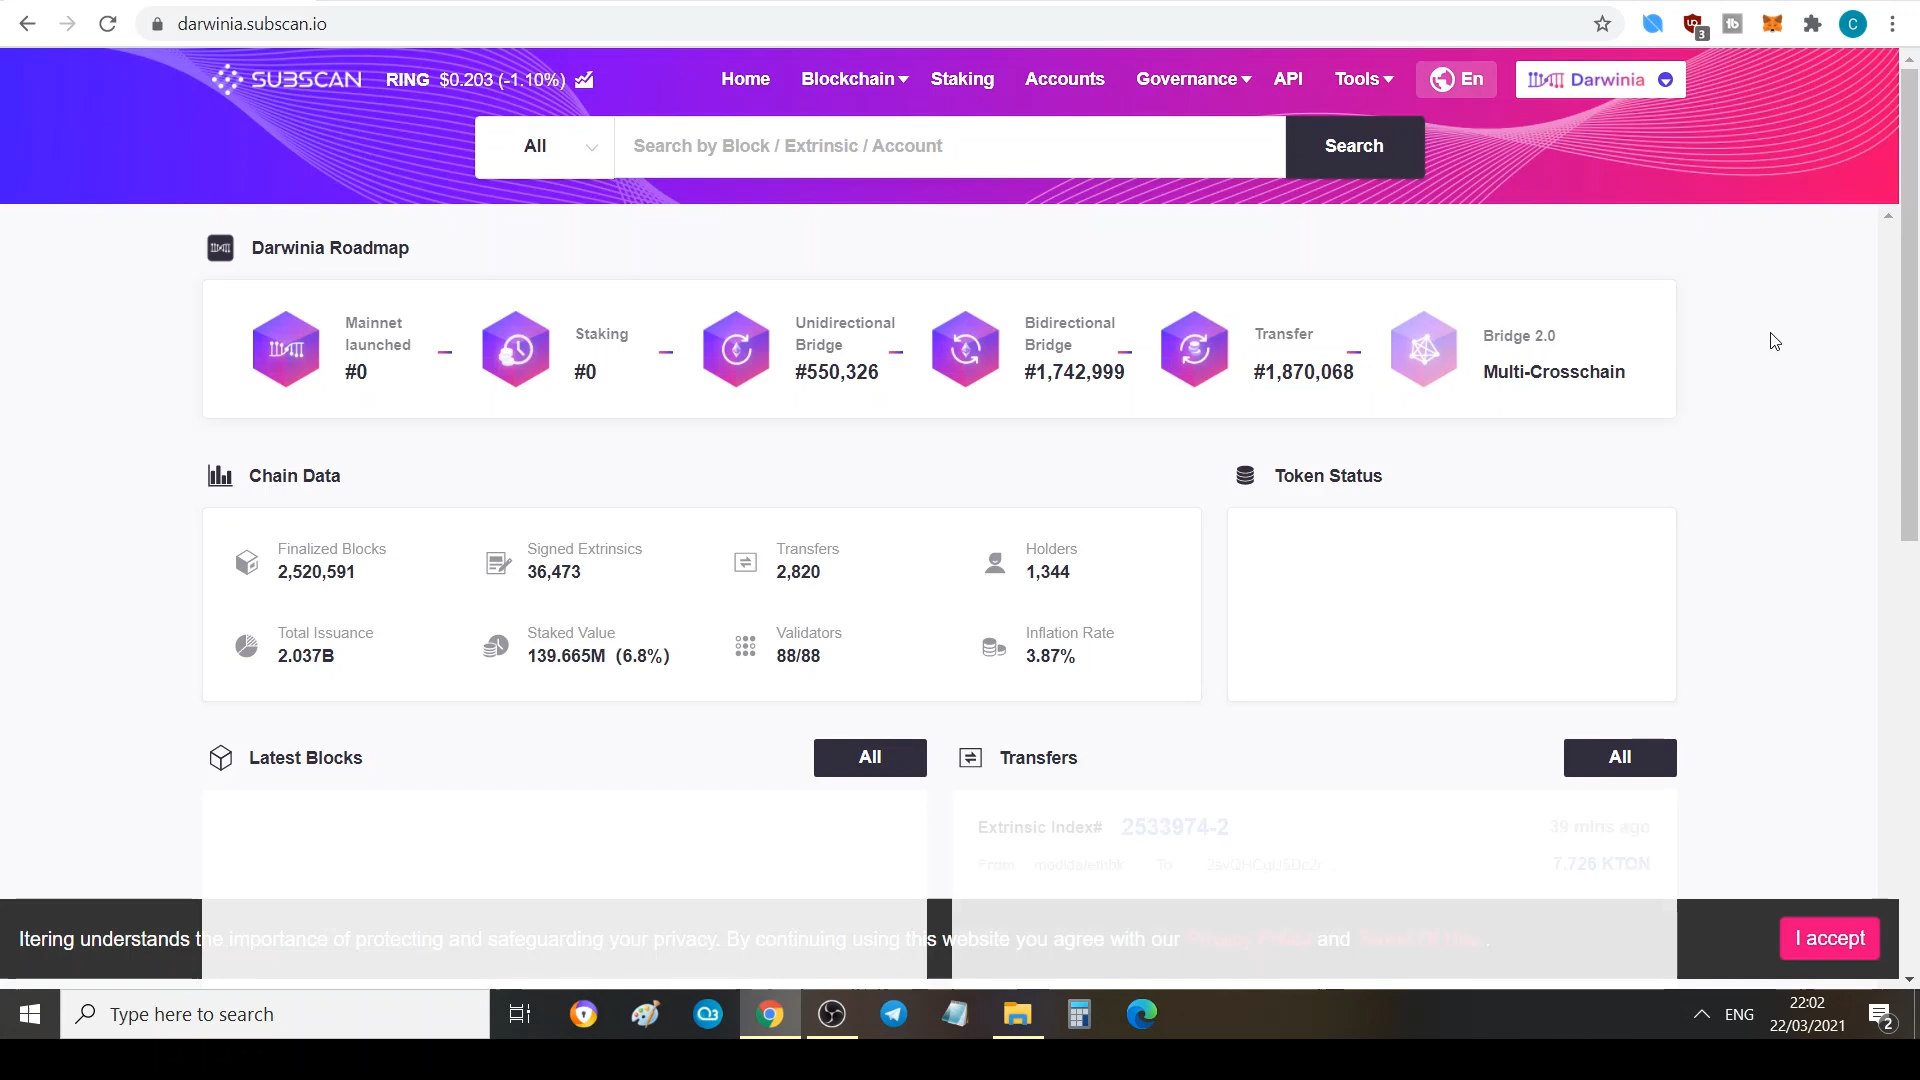 darwinia.subscan.io
3
C
SUBSCAN RING $0.203 (-1.10%) Home Blockchain Staking Accounts Governance API Tools En Darwinia
All Search by Block / Extrinsic / Account Search
Darwinia Roadmap
Mainnet launched
#0
Staking
#0
Unidirectional Bridge
#550,326
Bidirectional Bridge
#1,742,999
Transfer
#1,870,068
Bridge 2.0
Multi-Crosschain
Chain Data
Token Status
Finalized Blocks
2,520,591
Signed Extrinsics
36,473
Transfers
2,820
Holders
1,344
Total Issuance
2.037B
Staked Value
139.665M (6.8%)
Validators
88/88
Inflation Rate
3.87%
Latest Blocks All
Transfers All
Extrinsic Index# 2533974-2 39 mins ago
From To 7.726 KTON
Itering understands the importance of protecting and safeguarding your privacy. By continuing using this website you agree with our Privacy Policy and
I accept
Type here to search
ENG
22:02
22/03/2021
2